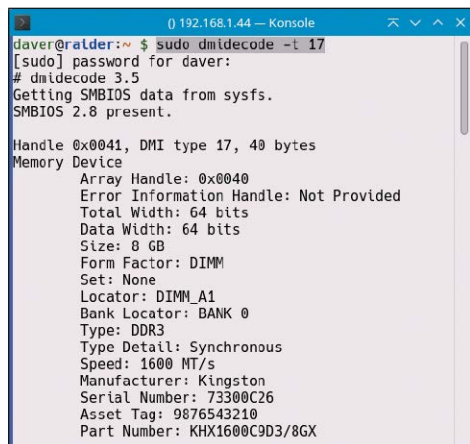 () 192.168.1.44 — Konsole
daver@ralder:~ $ sudo dmidecode -t 17
[sudo] password for daver:
# dmidecode 3.5
Getting SMBIOS data from sysfs.
SMBIOS 2.8 present.
Handle 0x0041, DMI type 17, 40 bytes
Memory Device
Array Handle: 0x0040
Error Information Handle: Not Provided
Total Width: 64 bits
Data Width: 64 bits
Size: 8 GB
Form Factor: DIMM
Set: None
Locator: DIMM_A1
Bank Locator: BANK 0
Type: DDR3
Type Detail: Synchronous
Speed: 1600 MT/s
Manufacturer: Kingston
Serial Number: 73300C26
Asset Tag: 9876543210
Part Number: KHX1600C9D3/8GX